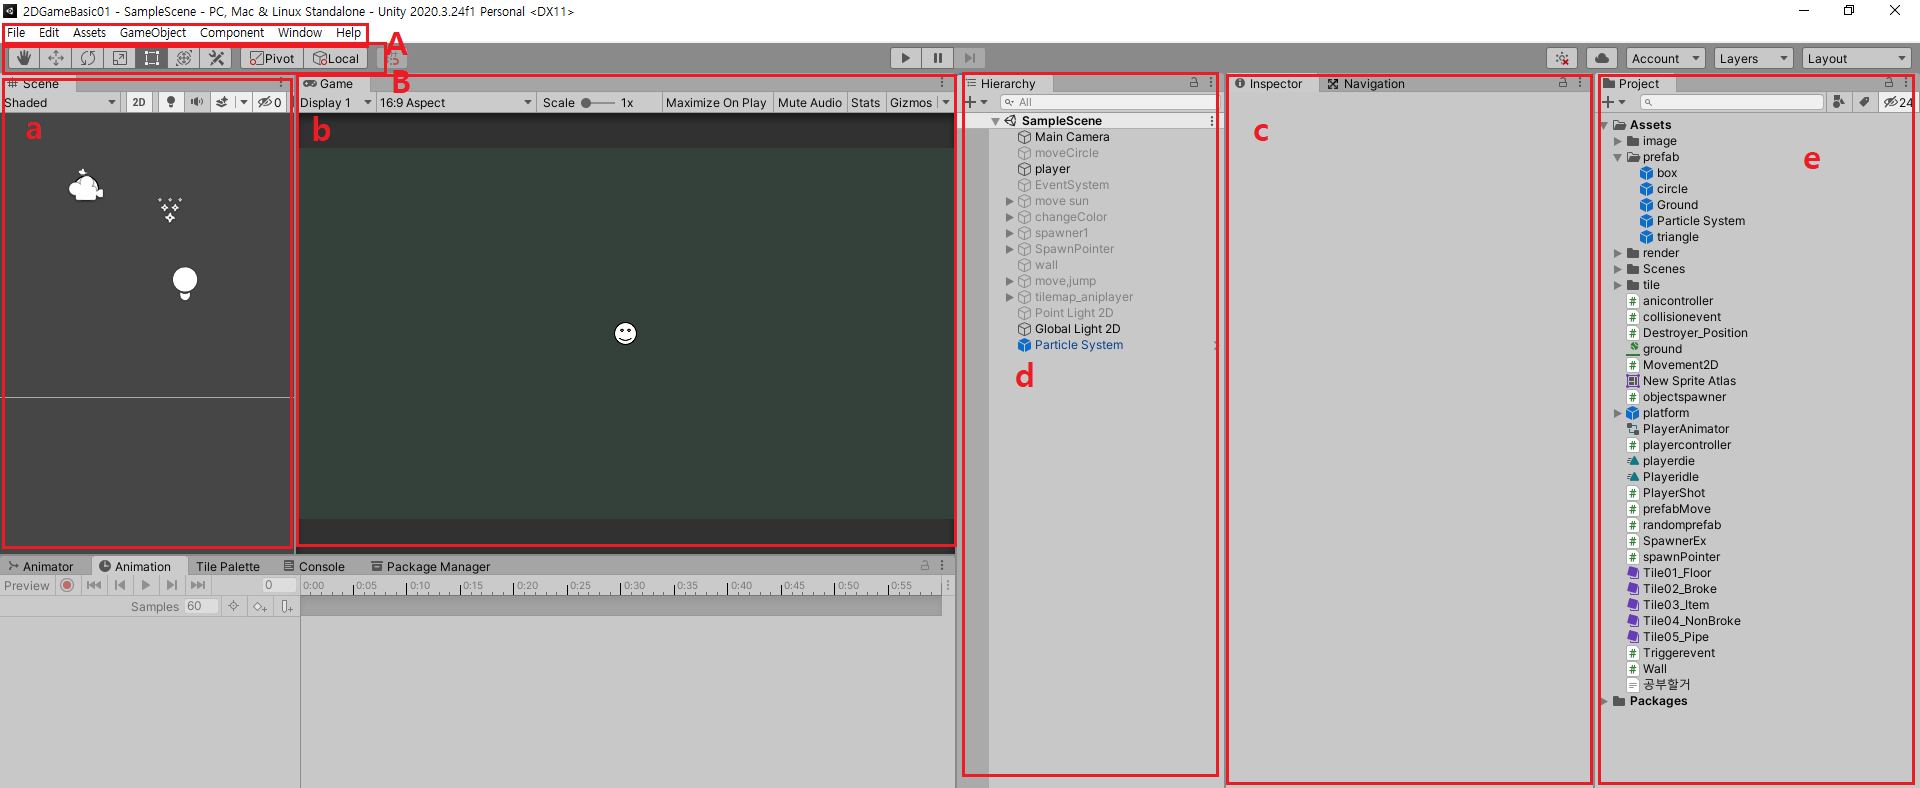 2DGameBasic01 - SampleScene - PC, Mac & Linux Standalone - Unity 2020.3.24f1 Personal <DX11>
File Edit Assets GameObject Component Window Help
A
Pivot Local
Account Layers Layout
B
Scene
Shaded 2D 0
a
Game
Display 1 16:9 Aspect Scale 1x Maximize On Play Mute Audio Stats Gizmos
b
Hierarchy
All
SampleScene
Main Camera
moveCircle
player
EventSystem
move sun
changeColor
spawner1
SpawnPointer
wall
move,jump
tilemap_aniplayer
Point Light 2D
Global Light 2D
Particle System
d
Inspector Navigation
c
Project
24
Assets
image
prefab
e
box
circle
Ground
Particle System
triangle
render
Scenes
tile
anicontroller
collisionevent
Destroyer_Position
ground
Movement2D
New Sprite Atlas
objectspawner
platform
PlayerAnimator
playercontroller
playerdie
Playeridle
PlayerShot
prefabMove
randomprefab
SpawnerEx
spawnPointer
Tile01_Floor
Tile02_Broke
Tile03_Item
Tile04_NonBroke
Tile05_Pipe
Triggerevent
Wall
공부할거
Packages
Animator Animation Tile Palette Console Package Manager
Preview 0 0:00 0:05 0:10 0:15 0:20 0:25 0:30 0:35 0:40 0:45 0:50 0:55
Samples 60